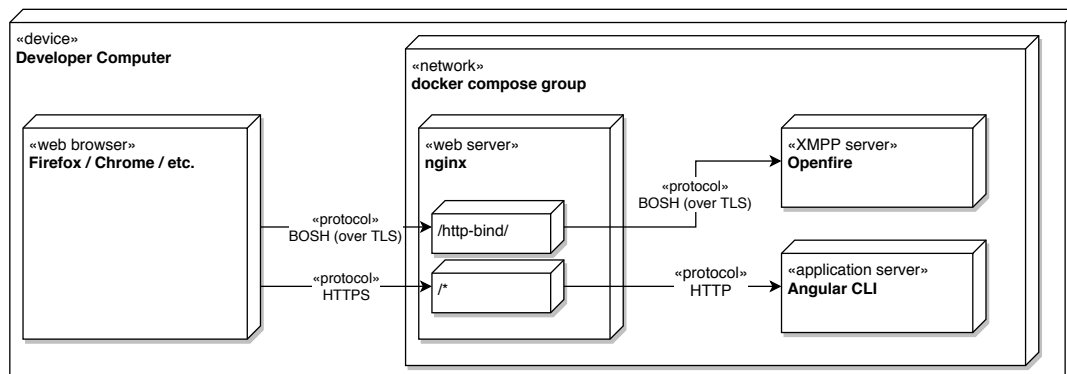 «device»
Developer Computer
«network»
docker compose group
«web browser»
Firefox / Chrome / etc.
«web server»
nginx
«XMPP server»
Openfire
«protocol»
BOSH (over TLS)
«protocol»
BOSH (over TLS)
/http-bind/
«protocol»
HTTPS
/*
«protocol»
HTTP
«application server»
Angular CLI